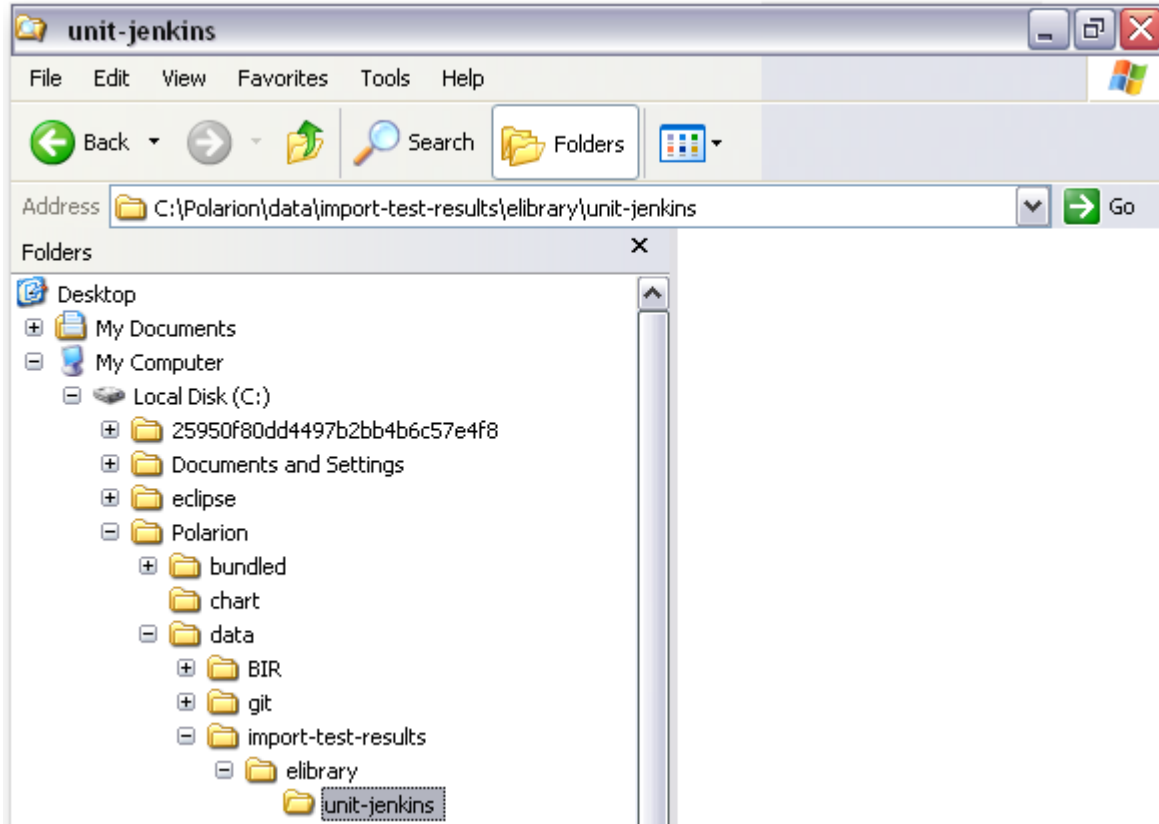 unit-jenkins
File Edit View Favorites Tools Help
Back Search Folders
Address C:\Polarion\data\import-test-results\elibrary\unit-jenkins Go
Folders
Desktop
My Documents
My Computer
Local Disk (C:)
25950f80dd4497b2bb4b6c57e4f8
Documents and Settings
eclipse
Polarion
bundled
chart
data
BIR
git
import-test-results
elibrary
unit-jenkins